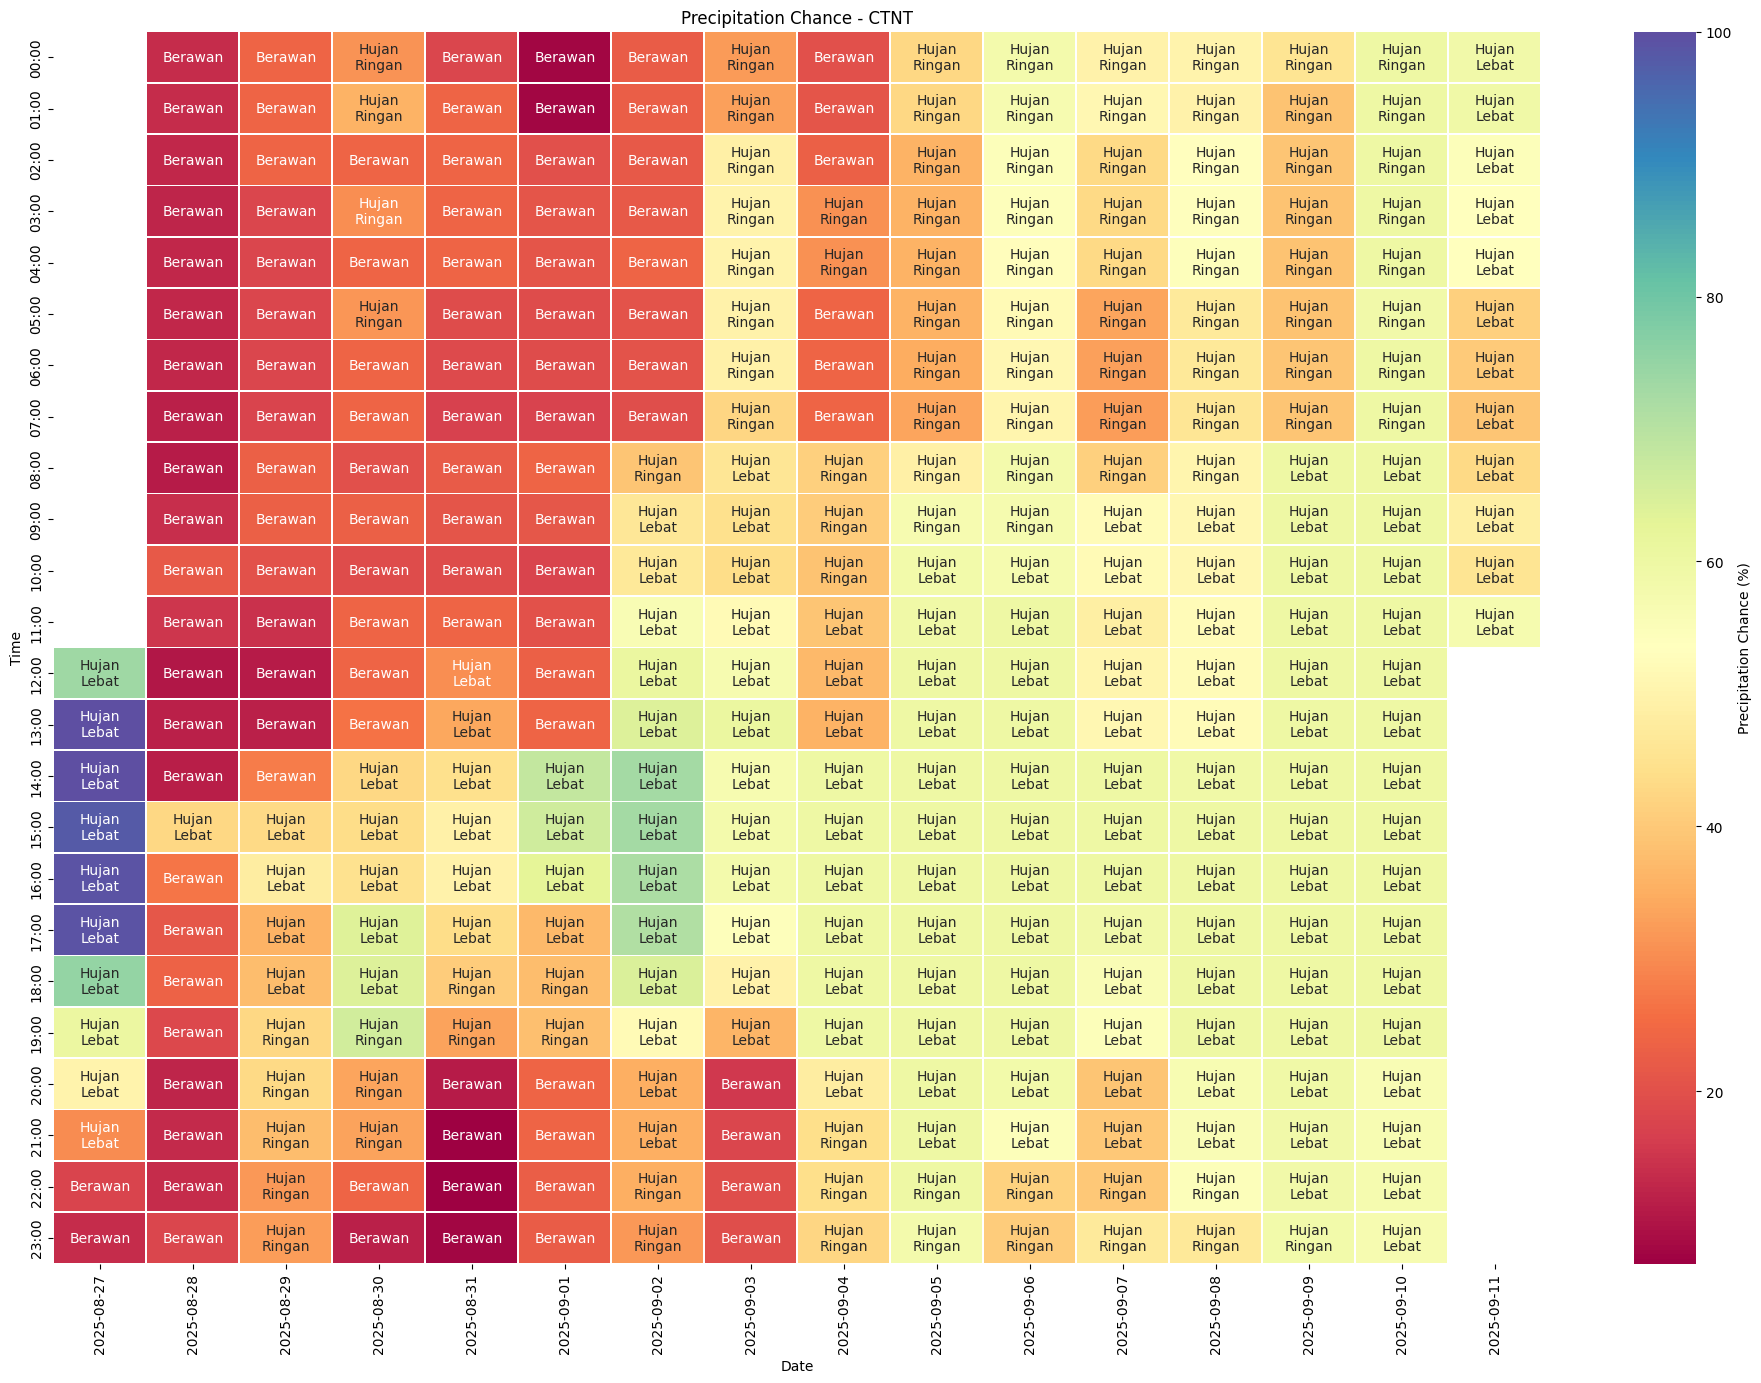 Precipitation Chance - CTNT
00:00 Berawan Berawan Hujan Ringan Berawan Berawan Berawan Hujan Ringan Berawan Hujan Ringan Hujan Ringan Hujan Ringan Hujan Ringan Hujan Ringan Hujan Ringan Hujan Lebat
01:00 Berawan Berawan Hujan Ringan Berawan Berawan Berawan Hujan Ringan Berawan Hujan Ringan Hujan Ringan Hujan Ringan Hujan Ringan Hujan Ringan Hujan Ringan Hujan Lebat
02:00 Berawan Berawan Berawan Berawan Berawan Berawan Hujan Ringan Berawan Hujan Ringan Hujan Ringan Hujan Ringan Hujan Ringan Hujan Ringan Hujan Ringan Hujan Lebat
03:00 Berawan Berawan Hujan Ringan Berawan Berawan Berawan Hujan Ringan Hujan Ringan Hujan Ringan Hujan Ringan Hujan Ringan Hujan Ringan Hujan Ringan Hujan Ringan Hujan Lebat
04:00 Berawan Berawan Berawan Berawan Berawan Berawan Hujan Ringan Hujan Ringan Hujan Ringan Hujan Ringan Hujan Ringan Hujan Ringan Hujan Ringan Hujan Ringan Hujan Lebat
05:00 Berawan Berawan Hujan Ringan Berawan Berawan Berawan Hujan Ringan Berawan Hujan Ringan Hujan Ringan Hujan Ringan Hujan Ringan Hujan Ringan Hujan Ringan Hujan Lebat
06:00 Berawan Berawan Berawan Berawan Berawan Berawan Hujan Ringan Berawan Hujan Ringan Hujan Ringan Hujan Ringan Hujan Ringan Hujan Ringan Hujan Ringan Hujan Lebat
07:00 Berawan Berawan Berawan Berawan Berawan Berawan Hujan Ringan Berawan Hujan Ringan Hujan Ringan Hujan Ringan Hujan Ringan Hujan Ringan Hujan Ringan Hujan Lebat
08:00 Berawan Berawan Berawan Berawan Berawan Hujan Ringan Hujan Lebat Hujan Ringan Hujan Ringan Hujan Ringan Hujan Ringan Hujan Ringan Hujan Lebat Hujan Lebat Hujan Lebat
09:00 Berawan Berawan Berawan Berawan Berawan Hujan Lebat Hujan Lebat Hujan Ringan Hujan Ringan Hujan Ringan Hujan Lebat Hujan Lebat Hujan Lebat Hujan Lebat Hujan Lebat
10:00 Berawan Berawan Berawan Berawan Berawan Hujan Lebat Hujan Lebat Hujan Ringan Hujan Lebat Hujan Lebat Hujan Lebat Hujan Lebat Hujan Lebat Hujan Lebat Hujan Lebat
11:00 Berawan Berawan Berawan Berawan Berawan Hujan Lebat Hujan Lebat Hujan Lebat Hujan Lebat Hujan Lebat Hujan Lebat Hujan Lebat Hujan Lebat Hujan Lebat Hujan Lebat
12:00 Hujan Lebat Berawan Berawan Berawan Hujan Lebat Berawan Hujan Lebat Hujan Lebat Hujan Lebat Hujan Lebat Hujan Lebat Hujan Lebat Hujan Lebat Hujan Lebat Hujan Lebat
13:00 Hujan Lebat Berawan Berawan Berawan Hujan Lebat Berawan Hujan Lebat Hujan Lebat Hujan Lebat Hujan Lebat Hujan Lebat Hujan Lebat Hujan Lebat Hujan Lebat Hujan Lebat
14:00 Hujan Lebat Berawan Berawan Hujan Lebat Hujan Lebat Hujan Lebat Hujan Lebat Hujan Lebat Hujan Lebat Hujan Lebat Hujan Lebat Hujan Lebat Hujan Lebat Hujan Lebat Hujan Lebat
15:00 Hujan Lebat Hujan Lebat Hujan Lebat Hujan Lebat Hujan Lebat Hujan Lebat Hujan Lebat Hujan Lebat Hujan Lebat Hujan Lebat Hujan Lebat Hujan Lebat Hujan Lebat Hujan Lebat Hujan Lebat
16:00 Hujan Lebat Berawan Hujan Lebat Hujan Lebat Hujan Lebat Hujan Lebat Hujan Lebat Hujan Lebat Hujan Lebat Hujan Lebat Hujan Lebat Hujan Lebat Hujan Lebat Hujan Lebat Hujan Lebat
17:00 Hujan Lebat Berawan Hujan Lebat Hujan Lebat Hujan Lebat Hujan Lebat Hujan Lebat Hujan Lebat Hujan Lebat Hujan Lebat Hujan Lebat Hujan Lebat Hujan Lebat Hujan Lebat Hujan Lebat
18:00 Hujan Lebat Berawan Hujan Lebat Hujan Lebat Hujan Ringan Hujan Ringan Hujan Lebat Hujan Lebat Hujan Lebat Hujan Lebat Hujan Lebat Hujan Lebat Hujan Lebat Hujan Lebat Hujan Lebat
19:00 Hujan Lebat Berawan Hujan Ringan Hujan Ringan Hujan Ringan Hujan Ringan Hujan Lebat Hujan Lebat Hujan Lebat Hujan Lebat Hujan Lebat Hujan Lebat Hujan Lebat Hujan Lebat Hujan Lebat
20:00 Hujan Lebat Berawan Hujan Ringan Hujan Ringan Berawan Berawan Hujan Lebat Berawan Hujan Lebat Hujan Lebat Hujan Lebat Hujan Lebat Hujan Lebat Hujan Lebat Hujan Lebat
21:00 Hujan Lebat Berawan Hujan Ringan Hujan Ringan Berawan Berawan Hujan Lebat Berawan Hujan Ringan Hujan Lebat Hujan Lebat Hujan Lebat Hujan Lebat Hujan Lebat Hujan Lebat
22:00 Berawan Berawan Hujan Ringan Berawan Berawan Berawan Hujan Ringan Berawan Hujan Ringan Hujan Ringan Hujan Ringan Hujan Ringan Hujan Ringan Hujan Lebat Hujan Lebat
23:00 Berawan Berawan Hujan Ringan Berawan Berawan Berawan Hujan Ringan Berawan Hujan Ringan Hujan Ringan Hujan Ringan Hujan Ringan Hujan Ringan Hujan Ringan Hujan Lebat
Time
2025-08-27 2025-08-28 2025-08-29 2025-08-30 2025-08-31 2025-09-01 2025-09-02 2025-09-03 2025-09-04 2025-09-05 2025-09-06 2025-09-07 2025-09-08 2025-09-09 2025-09-10 2025-09-11
Date
100
80
60
40
20
Precipitation Chance (%)